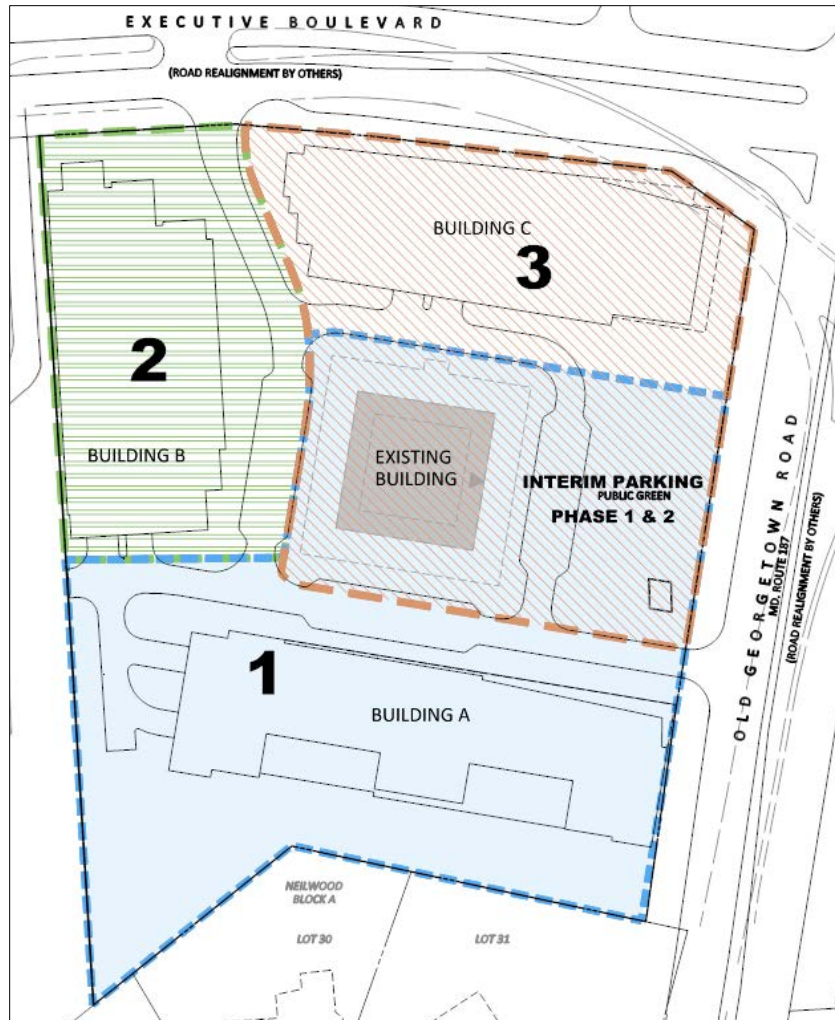 EXECUTIVE BOULEVARD
(ROAD REALIGNMENT BY OTHERS)
BUILDING C
3
2
BUILDING B
EXISTING
BUILDING
INTERIM PARKING
PUBLIC GREEN
PHASE 1 & 2
OLD GEORGETOWN ROAD
MD. ROUTE 187
(ROAD REALIGNMENT BY OTHERS)
1
BUILDING A
NEILWOOD
BLOCK A
LOT 30
LOT 31